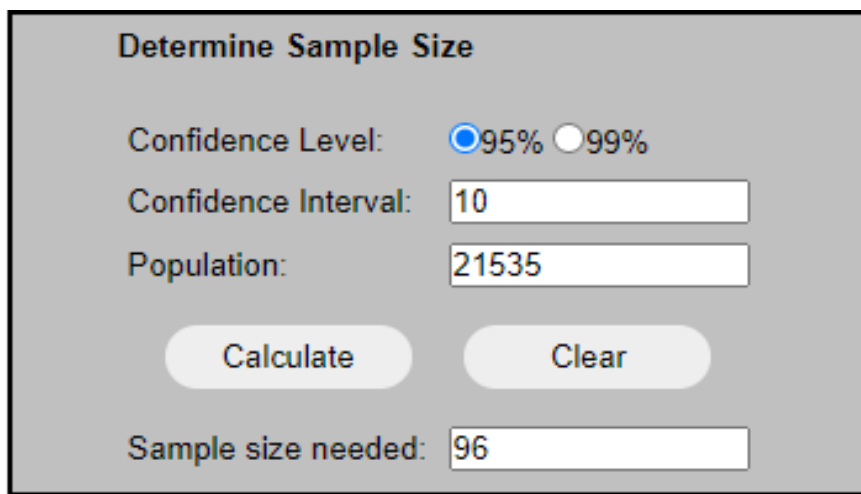 Determine Sample Size
Confidence Level: 95% 99%
Confidence Interval: 10
Population: 21535
Calculate Clear
Sample size needed: 96